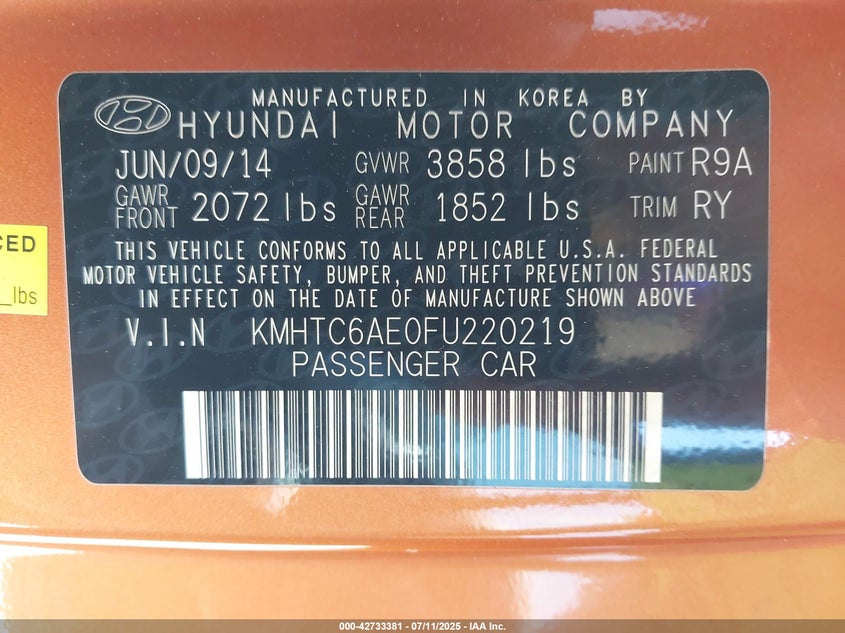 MANUFACTURED IN KOREA BY
HYUNDAI MOTOR COMPANY
JUN/09/14 GVWR 3858 lbs PAINT R9A
GAWR FRONT 2072 lbs GAWR REAR 1852 lbs TRIM RY
THIS VEHICLE CONFORMS TO ALL APPLICABLE U.S.A. FEDERAL
MOTOR VEHICLE SAFETY, BUMPER, AND THEFT PREVENTION STANDARDS
IN EFFECT ON THE DATE OF MANUFACTURE SHOWN ABOVE
V.I.N KMHTC6AE0FU220219
PASSENGER CAR
CED
_lbs
000-42733381 - 07/11/2025 - IAA Inc.